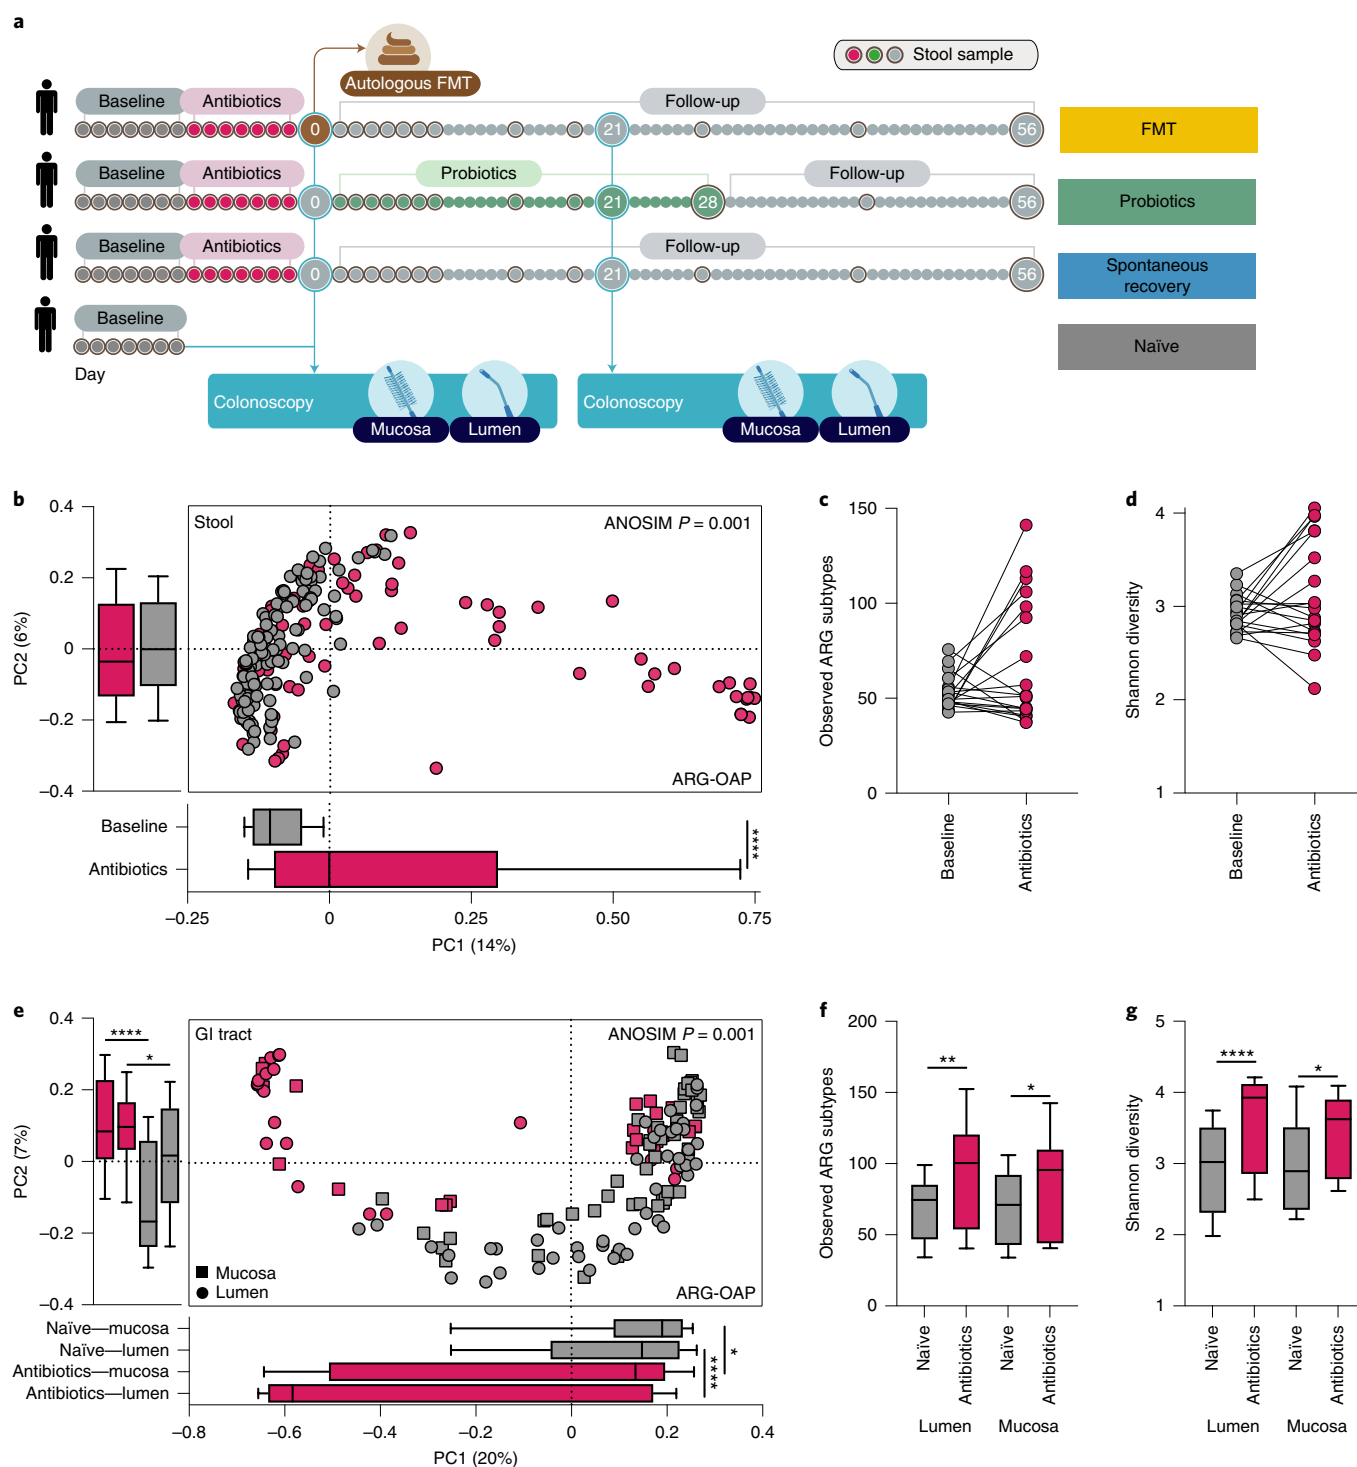 a
Autologous FMT
Stool sample
Baseline
Antibiotics
Follow-up
0
21
56
FMT
Baseline
Antibiotics
Probiotics
Follow-up
0
21
28
56
Probiotics
Baseline
Antibiotics
Follow-up
0
21
56
Spontaneous
recovery
Baseline
Naïve
Day
Colonoscopy
Mucosa
Lumen
Colonoscopy
Mucosa
Lumen
b
Stool
ANOSIM P = 0.001
ARG-OAP
PC2 (6%)
0.4
0.2
0
–0.2
–0.4
Baseline
Antibiotics
****
–0.25
0
0.25
0.50
0.75
PC1 (14%)
c
Observed ARG subtypes
150
100
50
0
Baseline
Antibiotics
d
Shannon diversity
4
3
2
1
Baseline
Antibiotics
e
GI tract
ANOSIM P = 0.001
ARG-OAP
****
*
PC2 (7%)
0.4
0.2
0
–0.2
–0.4
Mucosa
Lumen
Naïve—mucosa
Naïve—lumen
Antibiotics—mucosa
Antibiotics—lumen
*
****
–0.8
–0.6
–0.4
–0.2
0
0.2
0.4
PC1 (20%)
f
Observed ARG subtypes
200
150
100
50
0
**
*
Naïve
Antibiotics
Naïve
Antibiotics
Lumen
Mucosa
g
Shannon diversity
5
4
3
2
1
****
*
Naïve
Antibiotics
Naïve
Antibiotics
Lumen
Mucosa